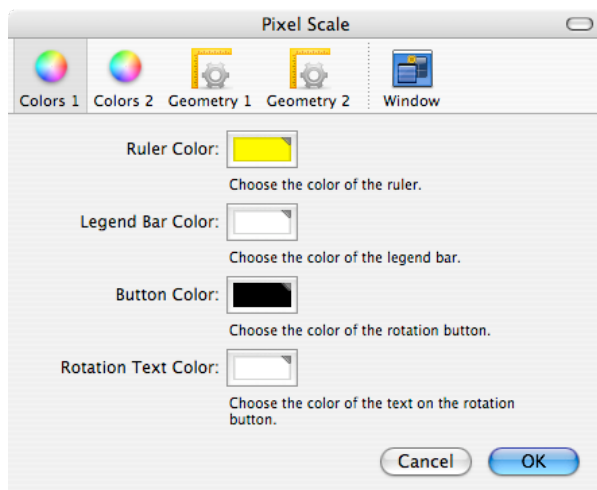 Pixel Scale
Colors 1 Colors 2 Geometry 1 Geometry 2 Window
Ruler Color:
Choose the color of the ruler.
Legend Bar Color:
Choose the color of the legend bar.
Button Color:
Choose the color of the rotation button.
Rotation Text Color:
Choose the color of the text on the rotation
button.
Cancel OK